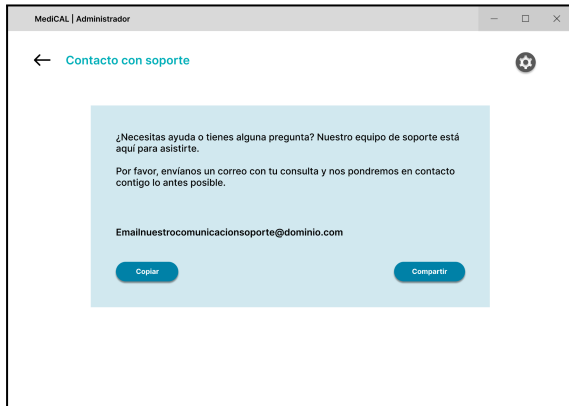 MediCAL | Administrador
Contacto con soporte
¿Necesitas ayuda o tienes alguna pregunta? Nuestro equipo de soporte está
aquí para asistirte.
Por favor, envíanos un correo con tu consulta y nos pondremos en contacto
contigo lo antes posible.
Emailnuestrocomunicacionsoporte@dominio.com
Copiar
Compartir